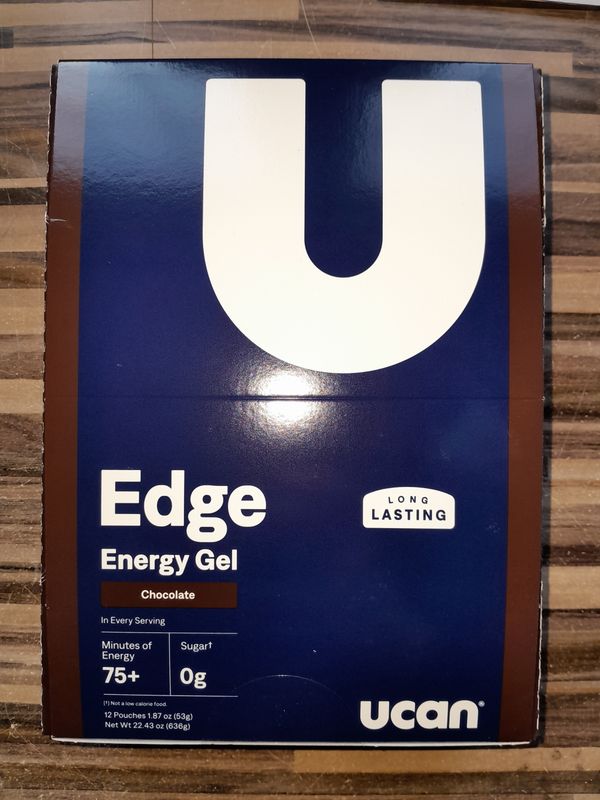 U
Edge
LONG
LASTING
Energy Gel
Chocolate
In Every Serving
Minutes of
Energy
75+
Sugar†
0g
(†) Not a low calorie food.
12 Pouches 1.87 oz (53g)
Net Wt 22.43 oz (636g)
ucan®